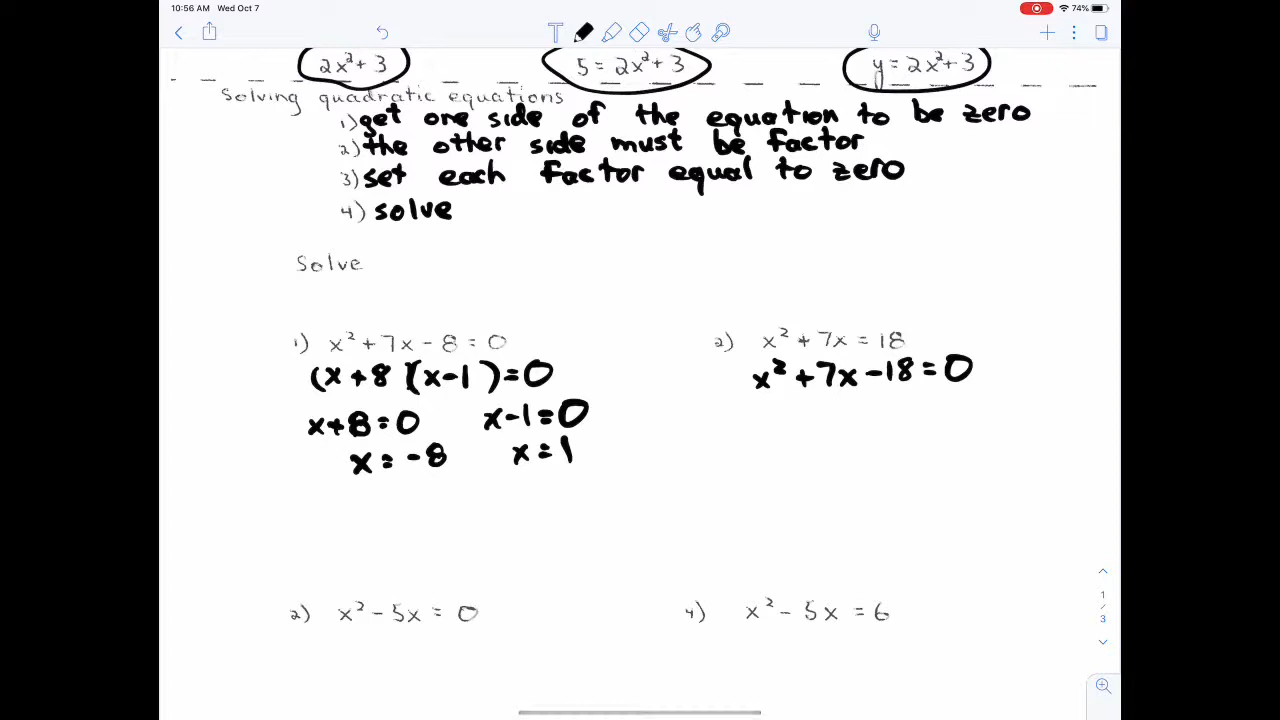 10:56 AM Wed Oct 7
74%
2x² + 3
5 = 2x² + 3
y = 2x² + 3
Solving quadratic equations
1) get one side of the equation to be zero
2) the other side must be factor
3) set each factor equal to zero
4) solve
Solve
1) x² + 7x - 8 = 0
(x + 8 )(x - 1 ) = 0
x + 8 = 0 x - 1 = 0
x = -8 x = 1
2) x² + 7x = 18
x² + 7x - 18 = 0
2) x² - 5x = 0
4) x² - 5x = 6
1
/
3